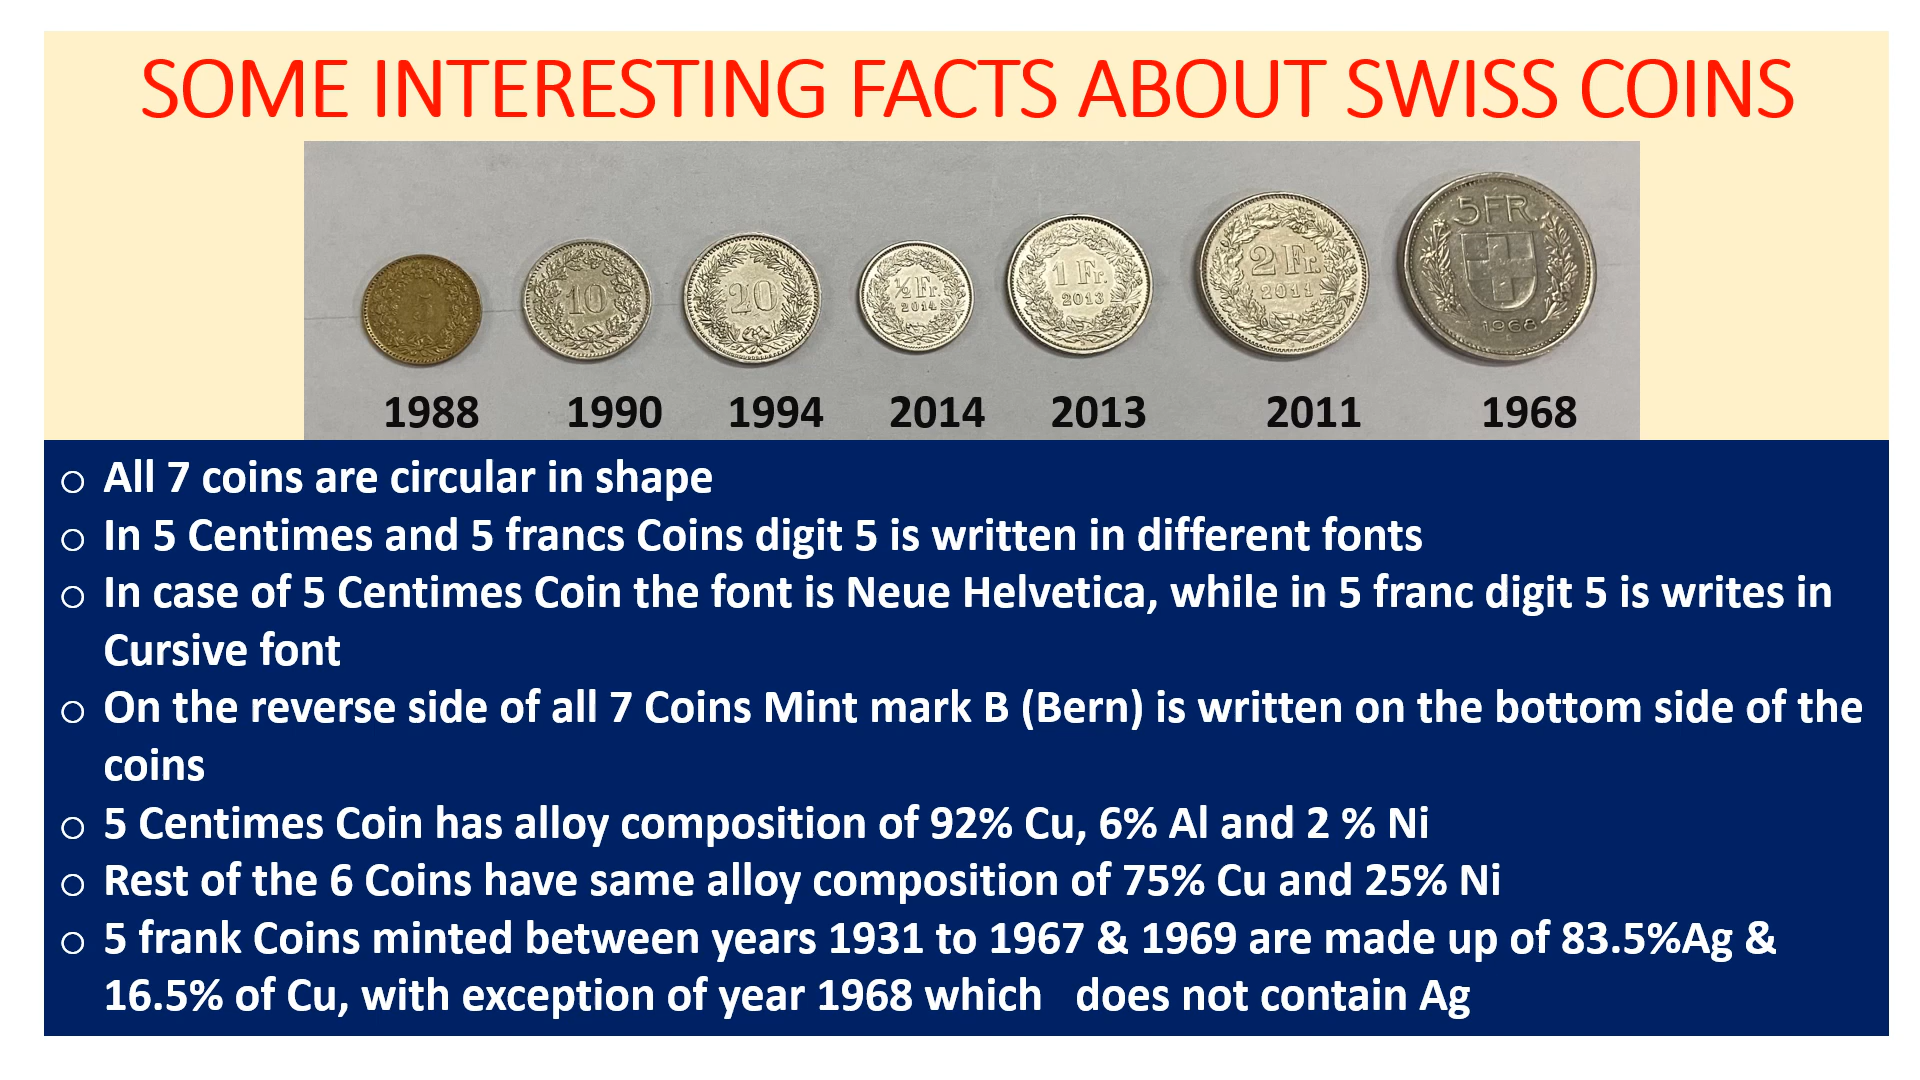 SOME INTERESTING FACTS ABOUT SWISS COINS
5
10
20
½ Fr.
2014
1 Fr.
2013
2 Fr.
2011
5 FR.
1968
1988 1990 1994 2014 2013 2011 1968
o All 7 coins are circular in shape
o In 5 Centimes and 5 francs Coins digit 5 is written in different fonts
o In case of 5 Centimes Coin the font is Neue Helvetica, while in 5 franc digit 5 is writes in
Cursive font
o On the reverse side of all 7 Coins Mint mark B (Bern) is written on the bottom side of the
coins
o 5 Centimes Coin has alloy composition of 92% Cu, 6% Al and 2 % Ni
o Rest of the 6 Coins have same alloy composition of 75% Cu and 25% Ni
o 5 frank Coins minted between years 1931 to 1967 & 1969 are made up of 83.5%Ag &
16.5% of Cu, with exception of year 1968 which does not contain Ag